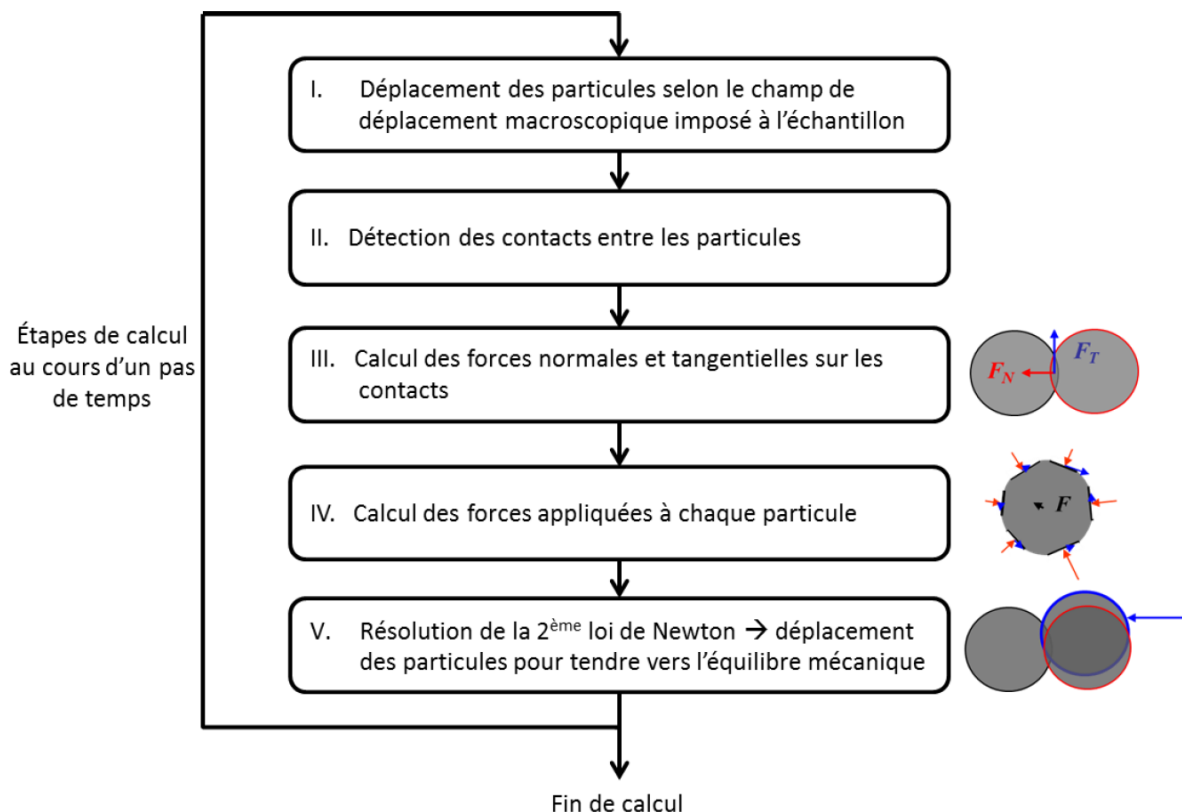 I. Déplacement des particules selon le champ de
déplacement macroscopique imposé à l'échantillon
II. Détection des contacts entre les particules
Étapes de calcul
au cours d'un pas
de temps
III. Calcul des forces normales et tangentielles sur les
contacts
F_N
F_T
IV. Calcul des forces appliquées à chaque particule
F
V. Résolution de la 2ème loi de Newton → déplacement
des particules pour tendre vers l'équilibre mécanique
Fin de calcul